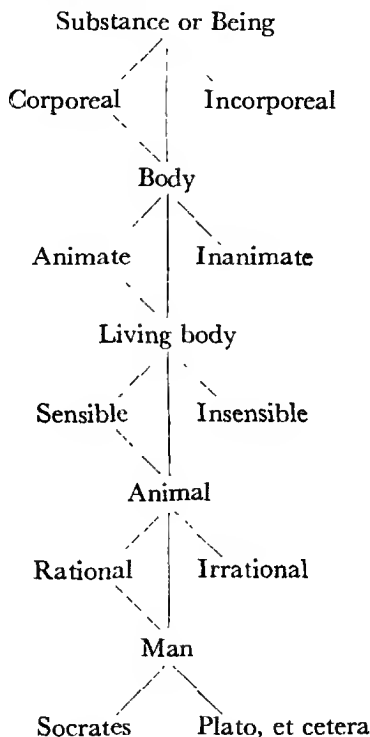 Substance or Being
Corporeal Incorporeal
Body
Animate Inanimate
Living body
Sensible Insensible
Animal
Rational Irrational
Man
Socrates Plato, et cetera